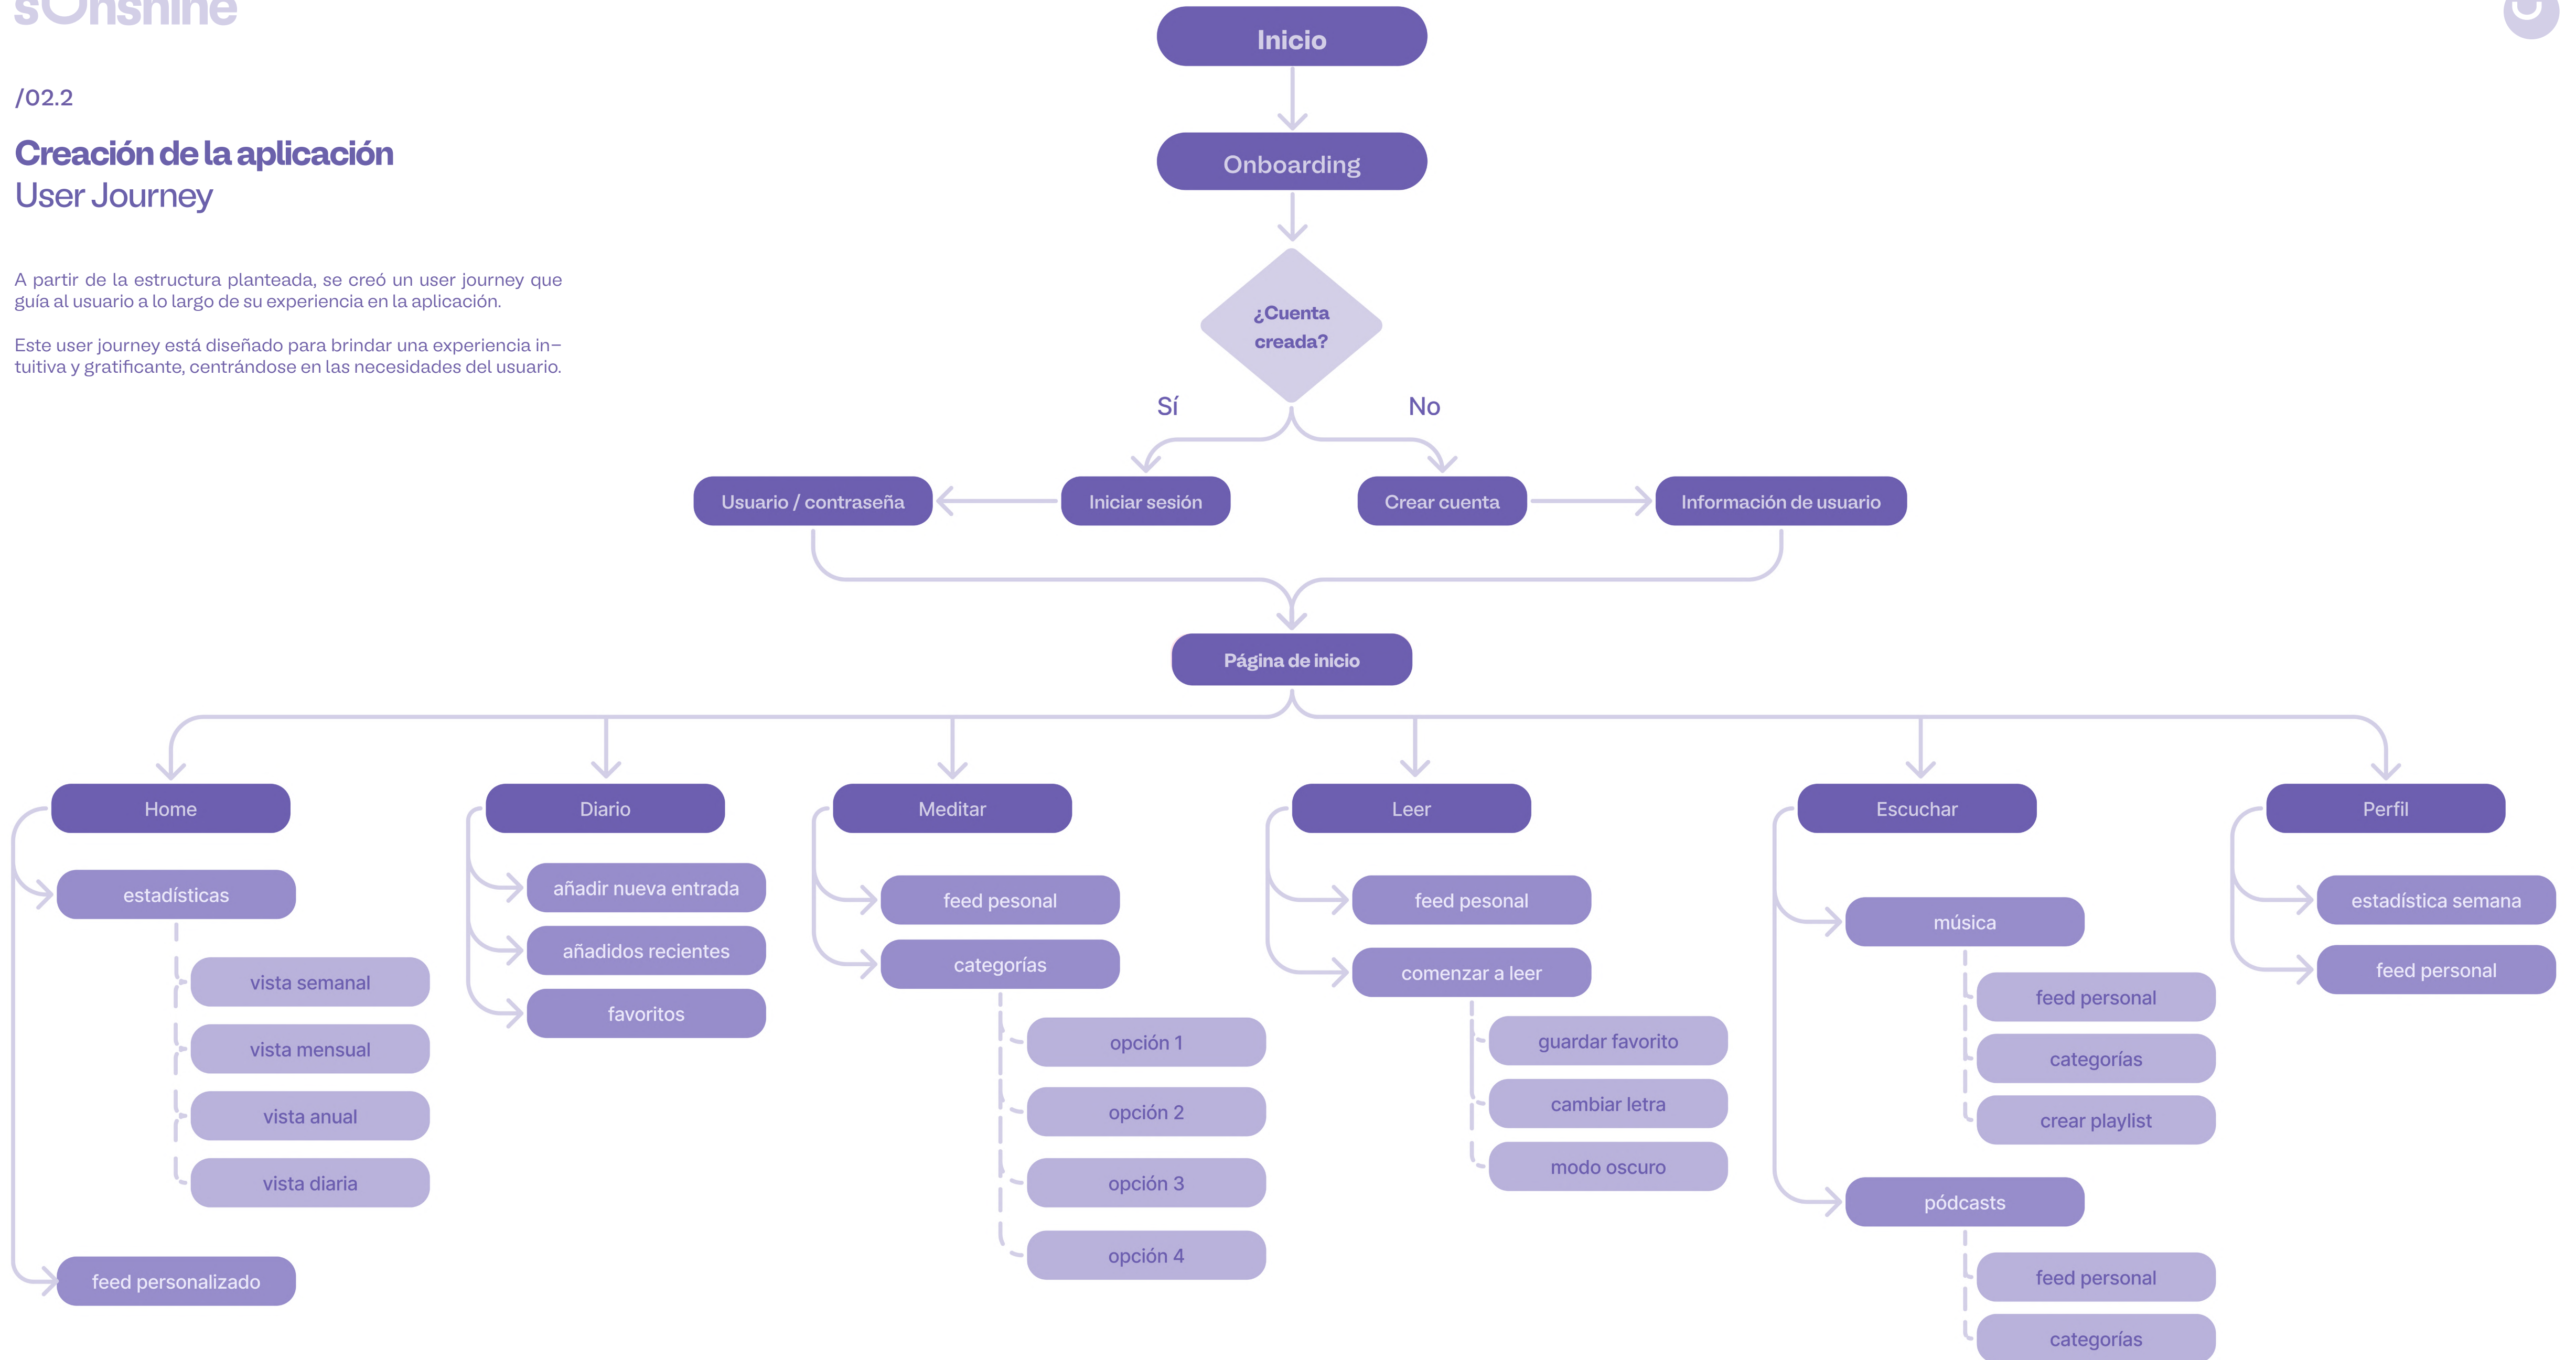 sOnshine
/02.2
Creación de la aplicación
User Journey
A partir de la estructura planteada, se creó un user journey que
guía al usuario a lo largo de su experiencia en la aplicación.
Este user journey está diseñado para brindar una experiencia in–
tuitiva y gratificante, centrándose en las necesidades del usuario.
Inicio
Onboarding
¿Cuenta
creada?
Sí
No
Usuario / contraseña
Iniciar sesión
Crear cuenta
Información de usuario
Página de inicio
Home
estadísticas
vista semanal
vista mensual
vista anual
vista diaria
feed personalizado
Diario
añadir nueva entrada
añadidos recientes
favoritos
Meditar
feed pesonal
categorías
opción 1
opción 2
opción 3
opción 4
Leer
feed pesonal
comenzar a leer
guardar favorito
cambiar letra
modo oscuro
Escuchar
música
feed personal
categorías
crear playlist
pódcasts
feed personal
categorías
Perfil
estadística semana
feed personal